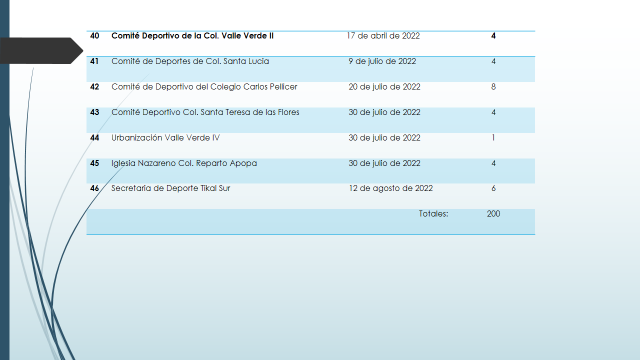 40 Comité Deportivo de la Col. Valle Verde II 17 de abril de 2022 4
41 Comité de Deportes de Col. Santa Lucia 9 de julio de 2022 4
42 Comité de Deportivo del Colegio Carlos Pellicer 20 de julio de 2022 8
43 Comité Deportivo Col. Santa Teresa de las Flores 30 de julio de 2022 4
44 Urbanización Valle Verde IV 30 de julio de 2022 1
45 Iglesia Nazareno Col. Reparto Apopa 30 de julio de 2022 4
46 Secretaria de Deporte Tikal Sur 12 de agosto de 2022 6
Totales: 200